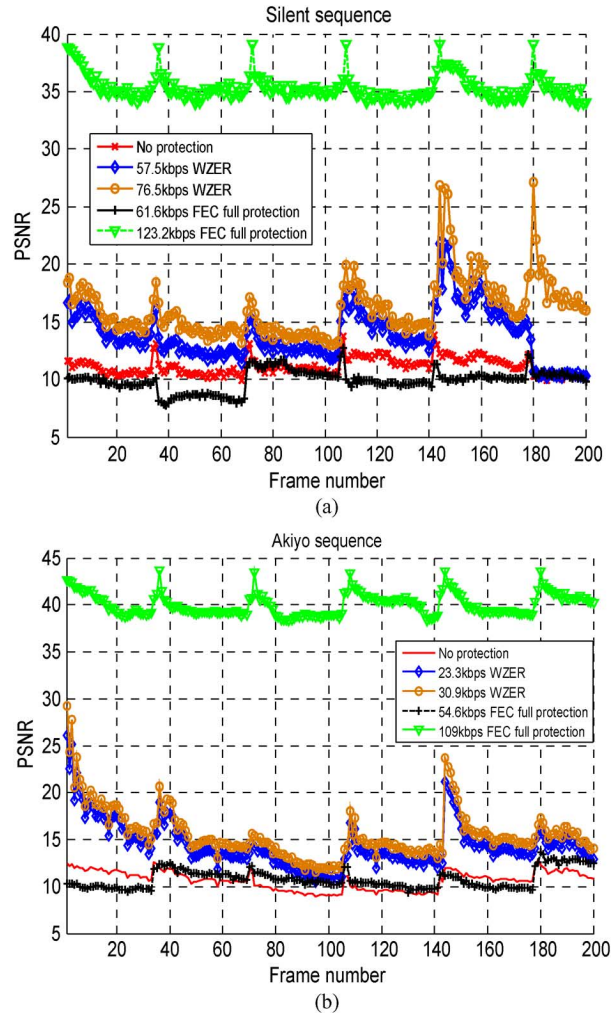 Silent sequence
40
35
30
25
20
15
10
5
PSNR
No protection
57.5kbps WZER
76.5kbps WZER
61.6kbps FEC full protection
123.2kbps FEC full protection
20 40 60 80 100 120 140 160 180 200
Frame number
(a)
Akiyo sequence
45
40
35
30
25
20
15
10
5
PSNR
No protection
23.3kbps WZER
30.9kbps WZER
54.6kbps FEC full protection
109kbps FEC full protection
20 40 60 80 100 120 140 160 180 200
Frame number
(b)